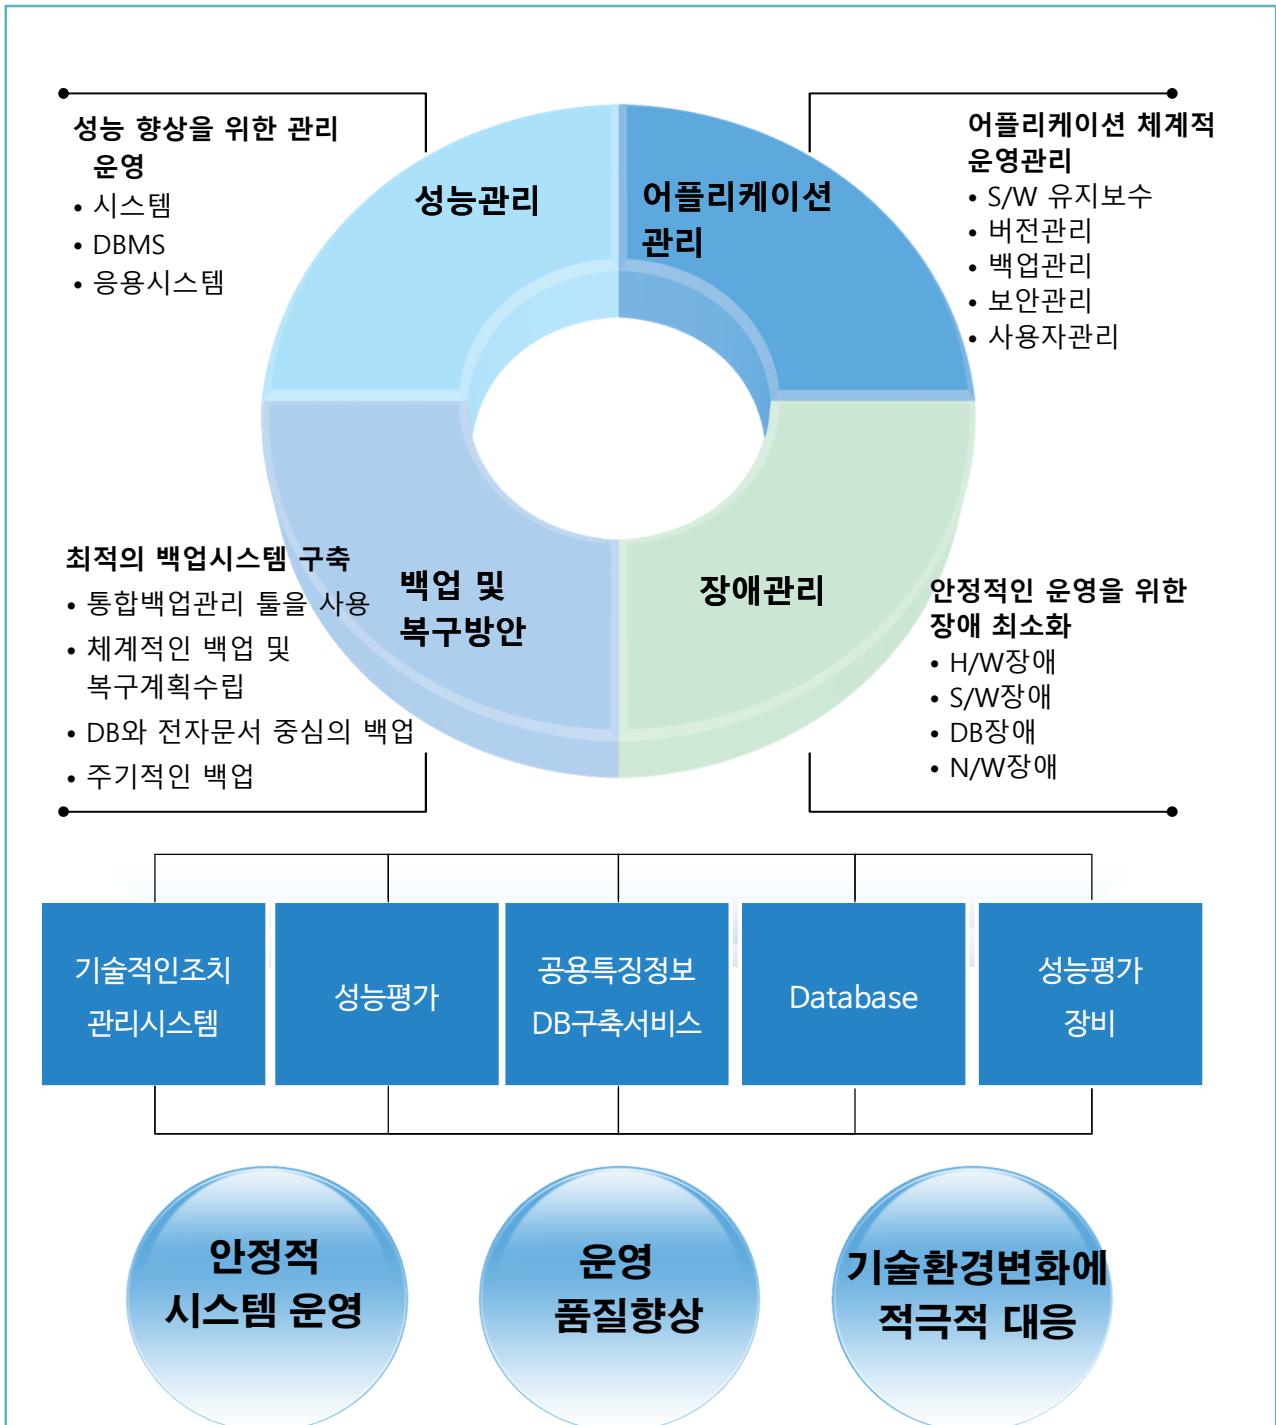 성능 향상을 위한 관리
운영
• 시스템
• DBMS
• 응용시스템
성능관리
어플리케이션
관리
어플리케이션 체계적
운영관리
• S/W 유지보수
• 버전관리
• 백업관리
• 보안관리
• 사용자관리
최적의 백업시스템 구축
• 통합백업관리 툴을 사용
• 체계적인 백업 및
복구계획수립
• DB와 전자문서 중심의 백업
• 주기적인 백업
백업 및
복구방안
장애관리
안정적인 운영을 위한
장애 최소화
• H/W장애
• S/W장애
• DB장애
• N/W장애
기술적인조치
관리시스템
성능평가
공용특징정보
DB구축서비스
Database
성능평가
장비
안정적
시스템 운영
운영
품질향상
기술환경변화에
적극적 대응